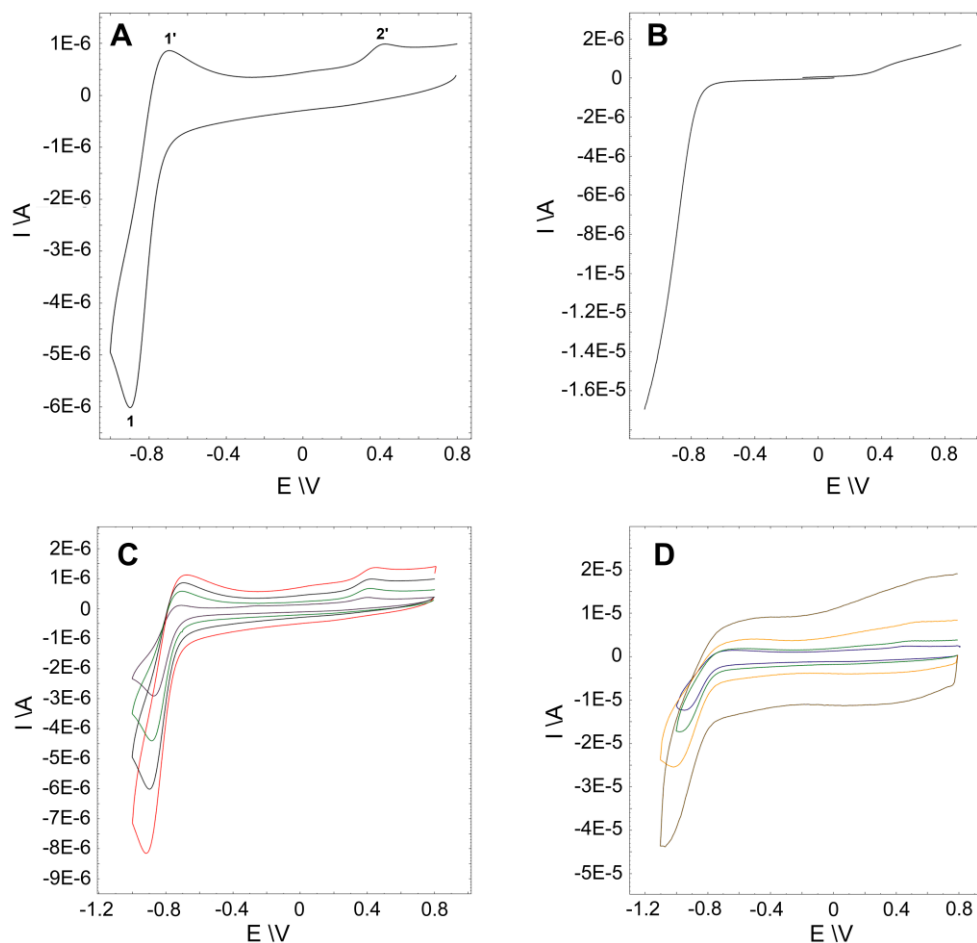 A
1'
2'
1
1E-6
0
-1E-6
-2E-6
-3E-6
-4E-6
-5E-6
-6E-6
I \A
-0.8
-0.4
0
0.4
0.8
E \V
B
2E-6
0
-2E-6
-4E-6
-6E-6
-8E-6
-1E-5
-1.2E-5
-1.4E-5
-1.6E-5
I \A
-0.8
-0.4
0
0.4
0.8
E \V
C
2E-6
1E-6
0
-1E-6
-2E-6
-3E-6
-4E-6
-5E-6
-6E-6
-7E-6
-8E-6
-9E-6
I \A
-1.2
-0.8
-0.4
0
0.4
0.8
E \V
D
2E-5
1E-5
0
-1E-5
-2E-5
-3E-5
-4E-5
-5E-5
I \A
-1.2
-0.8
-0.4
0
0.4
0.8
E \V